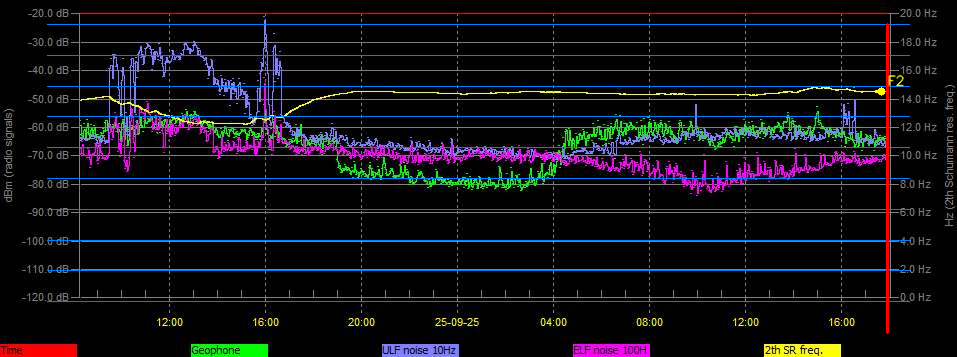 -20.0 dB 20.0 Hz
-30.0 dB 18.0 Hz
-40.0 dB 16.0 Hz
F2
-50.0 dB 14.0 Hz
-60.0 dB 12.0 Hz
-70.0 dB 10.0 Hz
-80.0 dB 8.0 Hz
-90.0 dB 6.0 Hz
-100.0 dB 4.0 Hz
-110.0 dB 2.0 Hz
-120.0 dB 0.0 Hz
dBm (radio signals)
Hz (2th Schumann res. freq.)
12:00 16:00 20:00 25-09-25 04:00 08:00 12:00 16:00
Time Geophone ULF noise 10Hz ELF noise 100H 2th SR freq.